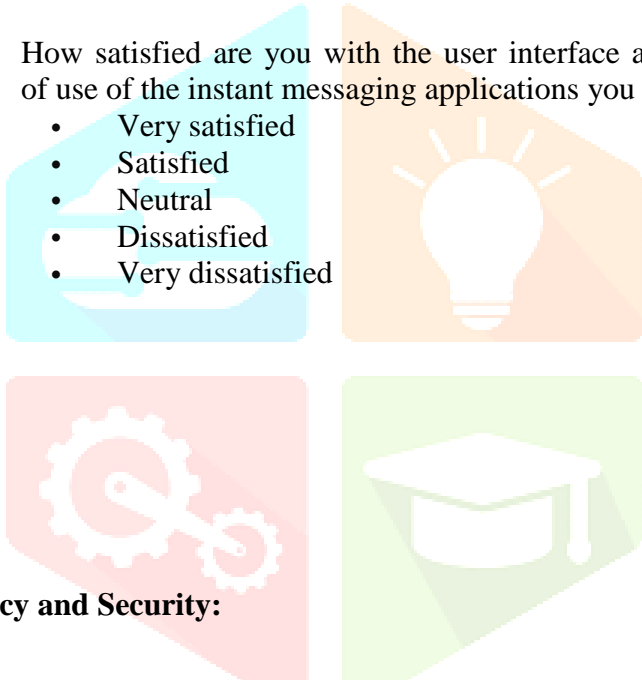 How satisfied are you with the user interface a
of use of the instant messaging applications you
• Very satisfied
• Satisfied
• Neutral
• Dissatisfied
• Very dissatisfied
cy and Security: